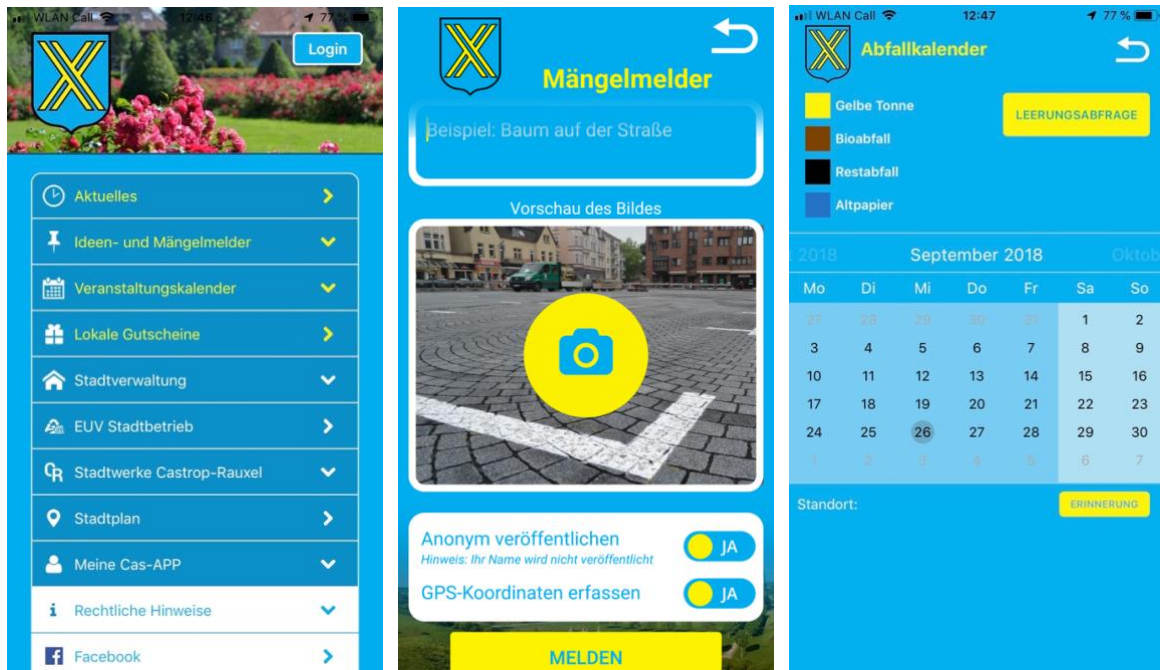 WLAN Call 12:46 77 %
Login
Aktuelles
Ideen- und Mängelmelder
Veranstaltungskalender
Lokale Gutscheine
Stadtverwaltung
EUV Stadtbetrieb
CR Stadtwerke Castrop-Rauxel
Stadtplan
Meine Cas-APP
i Rechtliche Hinweise
f Facebook
Mängelmelder
Beispiel: Baum auf der Straße
Vorschau des Bildes
Anonym veröffentlichen JA
Hinweis: Ihr Name wird nicht veröffentlicht
GPS-Koordinaten erfassen JA
MELDEN
WLAN Call 12:47 77 %
Abfallkalender
Gelbe Tonne
LEERUNGSABFRAGE
Bioabfall
Restabfall
Altpapier
2018 September 2018 Oktob
Mo Di Mi Do Fr Sa So
27 28 29 30 31 1 2
3 4 5 6 7 8 9
10 11 12 13 14 15 16
17 18 19 20 21 22 23
24 25 26 27 28 29 30
1 2 3 4 5 6 7
Standort: ERINNERUNG